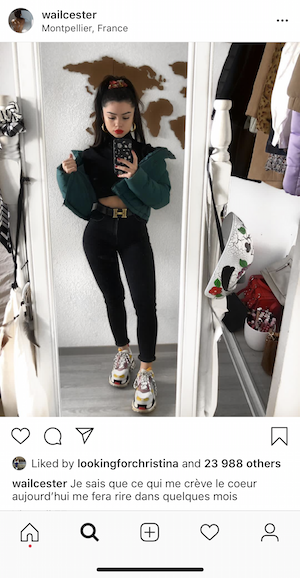 wailcester
Montpellier, France
Liked by lookingforchristina and 23 988 others
wailcester Je sais que ce qui me crève le coeur
aujourd'hui me fera rire dans quelques mois